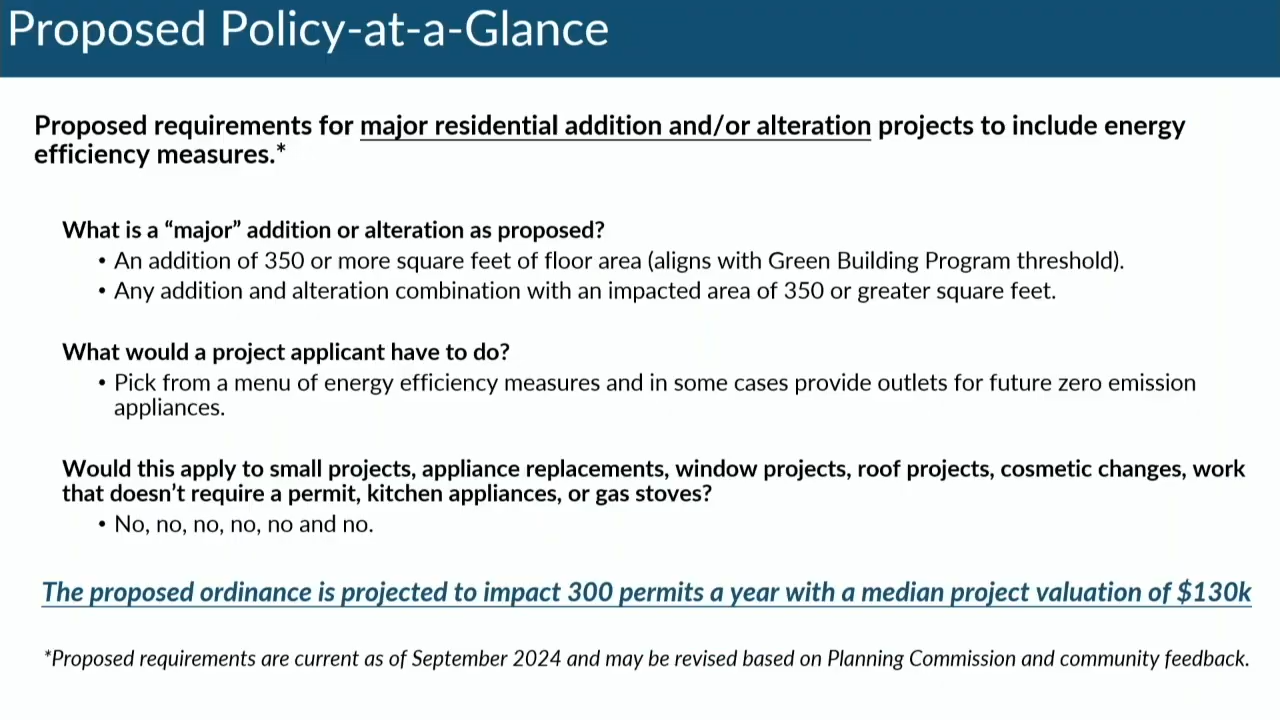 Proposed Policy-at-a-Glance
Proposed requirements for major residential addition and/or alteration projects to include energy
efficiency measures.*
What is a “major” addition or alteration as proposed?
• An addition of 350 or more square feet of floor area (aligns with Green Building Program threshold).
• Any addition and alteration combination with an impacted area of 350 or greater square feet.
What would a project applicant have to do?
• Pick from a menu of energy efficiency measures and in some cases provide outlets for future zero emission
appliances.
Would this apply to small projects, appliance replacements, window projects, roof projects, cosmetic changes, work
that doesn’t require a permit, kitchen appliances, or gas stoves?
• No, no, no, no, no and no.
The proposed ordinance is projected to impact 300 permits a year with a median project valuation of $130k
*Proposed requirements are current as of September 2024 and may be revised based on Planning Commission and community feedback.